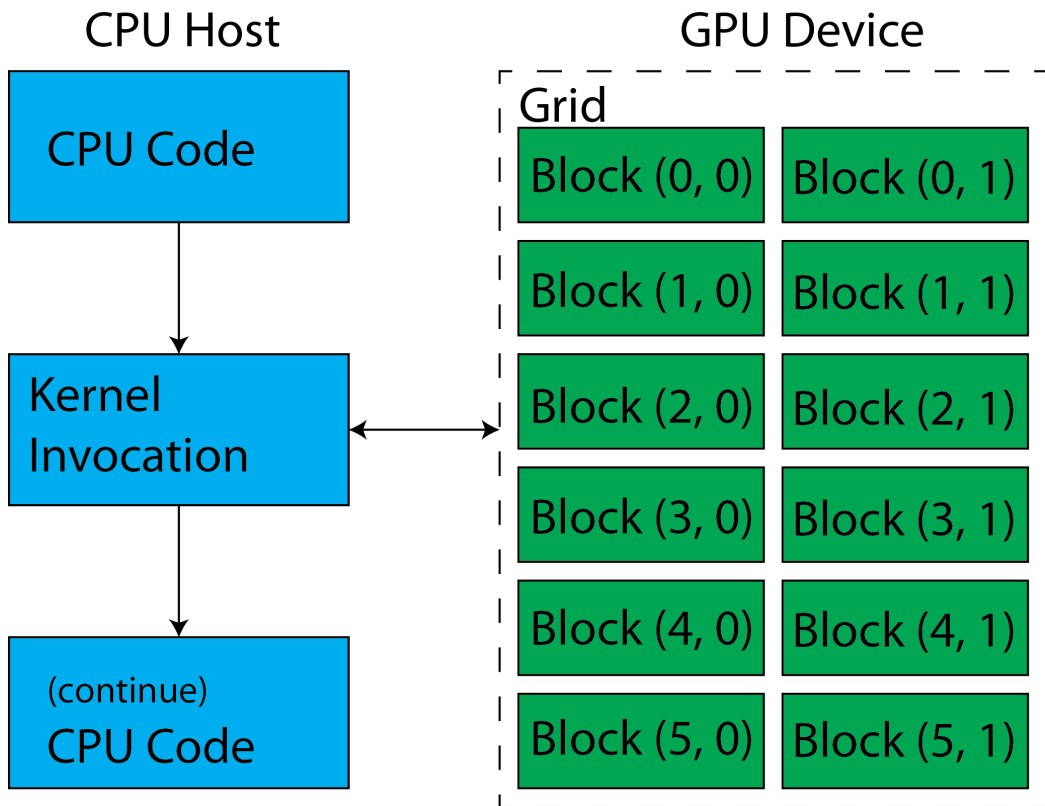 CPU Host
CPU Code
Kernel
Invocation
(continue)
CPU Code
GPU Device
Grid
Block (0, 0)
Block (0, 1)
Block (1, 0)
Block (1, 1)
Block (2, 0)
Block (2, 1)
Block (3, 0)
Block (3, 1)
Block (4, 0)
Block (4, 1)
Block (5, 0)
Block (5, 1)